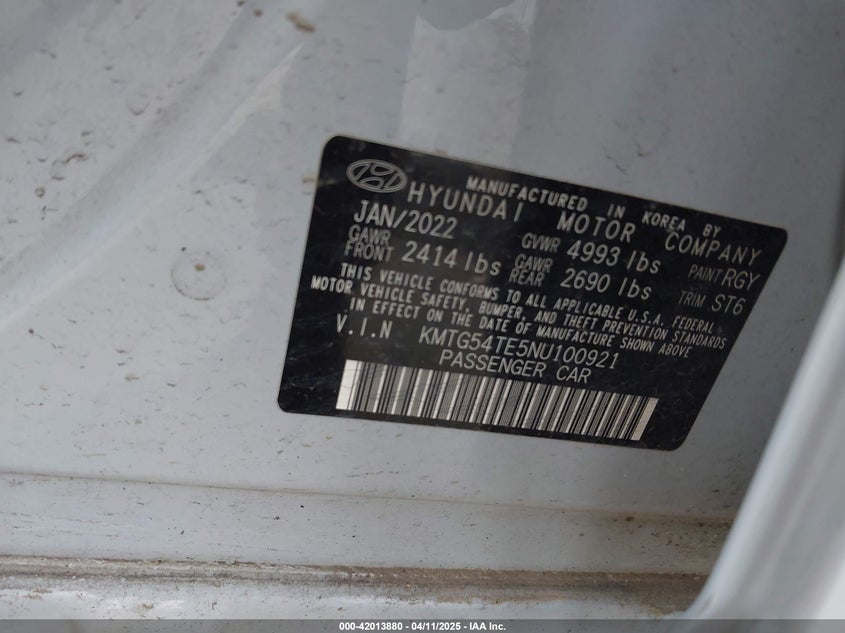 MANUFACTURED IN KOREA BY
HYUNDAI MOTOR COMPANY
JAN/2022 GVWR 4993 lbs PAINT RGY
GAWR FRONT 2414 lbs GAWR REAR 2690 lbs TRIM ST6
THIS VEHICLE CONFORMS TO ALL APPLICABLE U.S.A. FEDERAL
MOTOR VEHICLE SAFETY, BUMPER, AND THEFT PREVENTION STANDARDS
IN EFFECT ON THE DATE OF MANUFACTURE SHOWN ABOVE
V.I.N KMTG54TE5NU100921
PASSENGER CAR
000-42013880 - 04/11/2025 - IAA Inc.